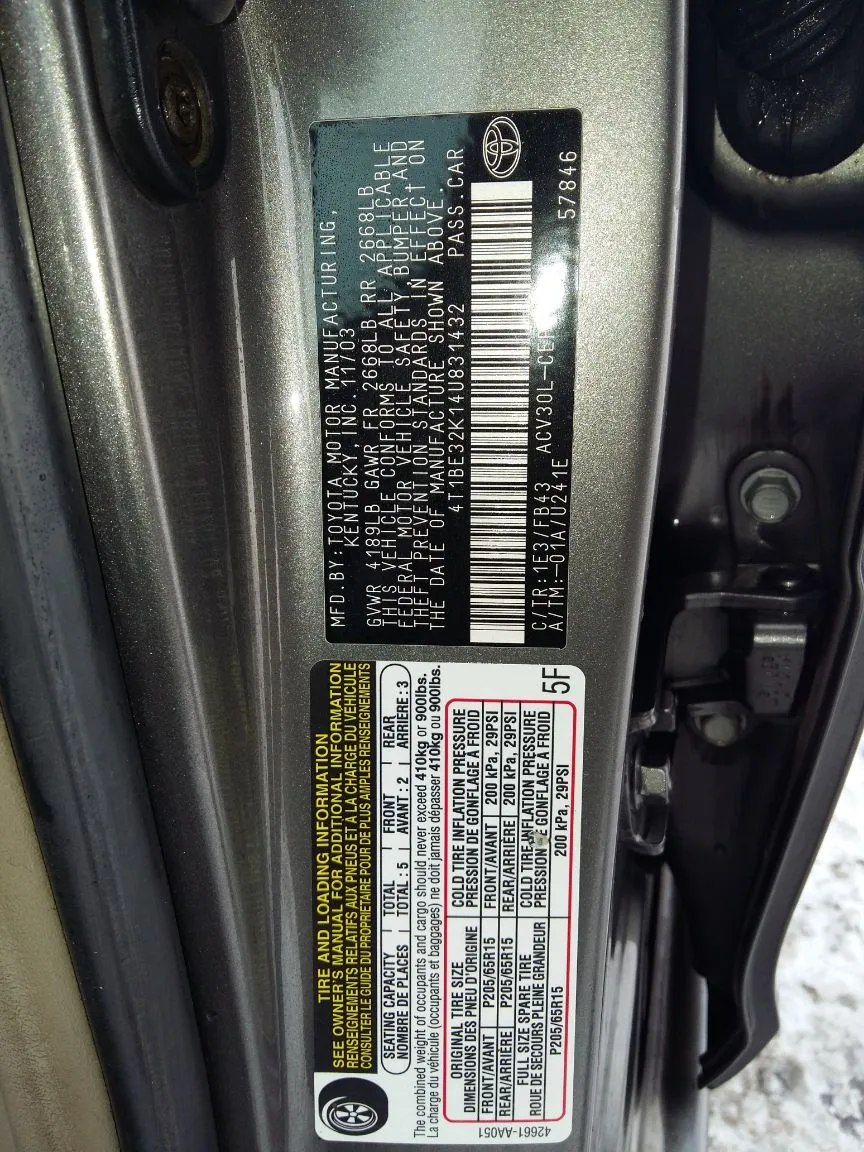 MFD. BY: TOYOTA MOTOR MANUFACTURING,
KENTUCKY, INC. 11/03
GVWR 4189LB GAWR FR 2668LB RR 2668LB
THIS VEHICLE CONFORMS TO ALL APPLICABLE
FEDERAL MOTOR VEHICLE SAFETY, BUMPER AND
THEFT PREVENTION STANDARDS IN EFFECT ON
THE DATE OF MANUFACTURE SHOWN ABOVE.
4T1BE32K14U831432 PASS.CAR
C/TR:1E3/FB43 ACV30L-
A/TM:-01A/U241E 57846
TIRE AND LOADING INFORMATION
SEE OWNER'S MANUAL FOR ADDITIONAL INFORMATION
RENSEIGNEMENTS RELATIFS AUX PNEUS ET A LA CHARGE DU VÉHICULE
CONSULTER LE GUIDE DU PROPRIETAIRE POUR DE PLUS AMPLES RENSEIGNEMENTS
SEATING CAPACITY TOTAL FRONT REAR
NOMBRE DE PLACES TOTAL : 5 AVANT : 2 ARRIÈRE : 3
The combined weight of occupants and cargo should never exceed 410kg or 900lbs.
La charge du véhicule (occupants et baggages) ne doit jamais dépasser 410kg ou 900lbs.
ORIGINAL TIRE SIZE COLD TIRE INFLATION PRESSURE
DIMENSIONS DES PNEU D'ORIGINE PRESSION DE GONFLAGE À FROID
FRONT/AVANT P205/65R15 FRONT/AVANT 200 kPa, 29PSI
REAR/ARRIÈRE P205/65R15 REAR/ARRIÈRE 200 kPa, 29PSI
FULL SIZE SPARE TIRE COLD TIRE INFLATION PRESSURE
ROUE DE SECOURS PLEINE GRANDEUR PRESSION DE GONFLAGE À FROID
P205/65R15 200 kPa, 29PSI
42661-AA051 5F